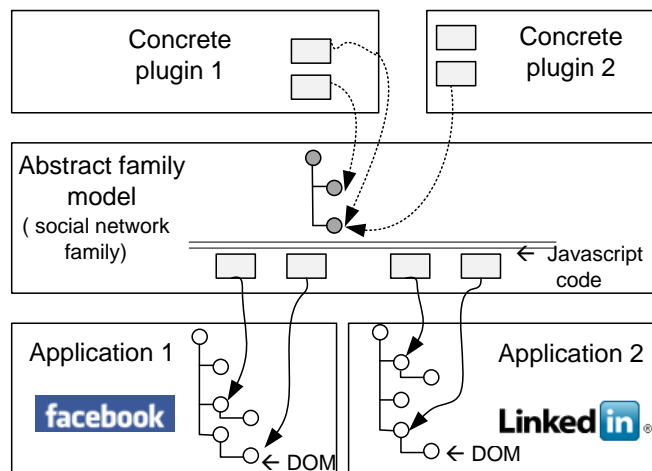 Concrete
plugin 1
Concrete
plugin 2
Abstract family
model
( social network
family)
← Javascript
code
Application 1
facebook
← DOM
Application 2
Linked in ®
← DOM